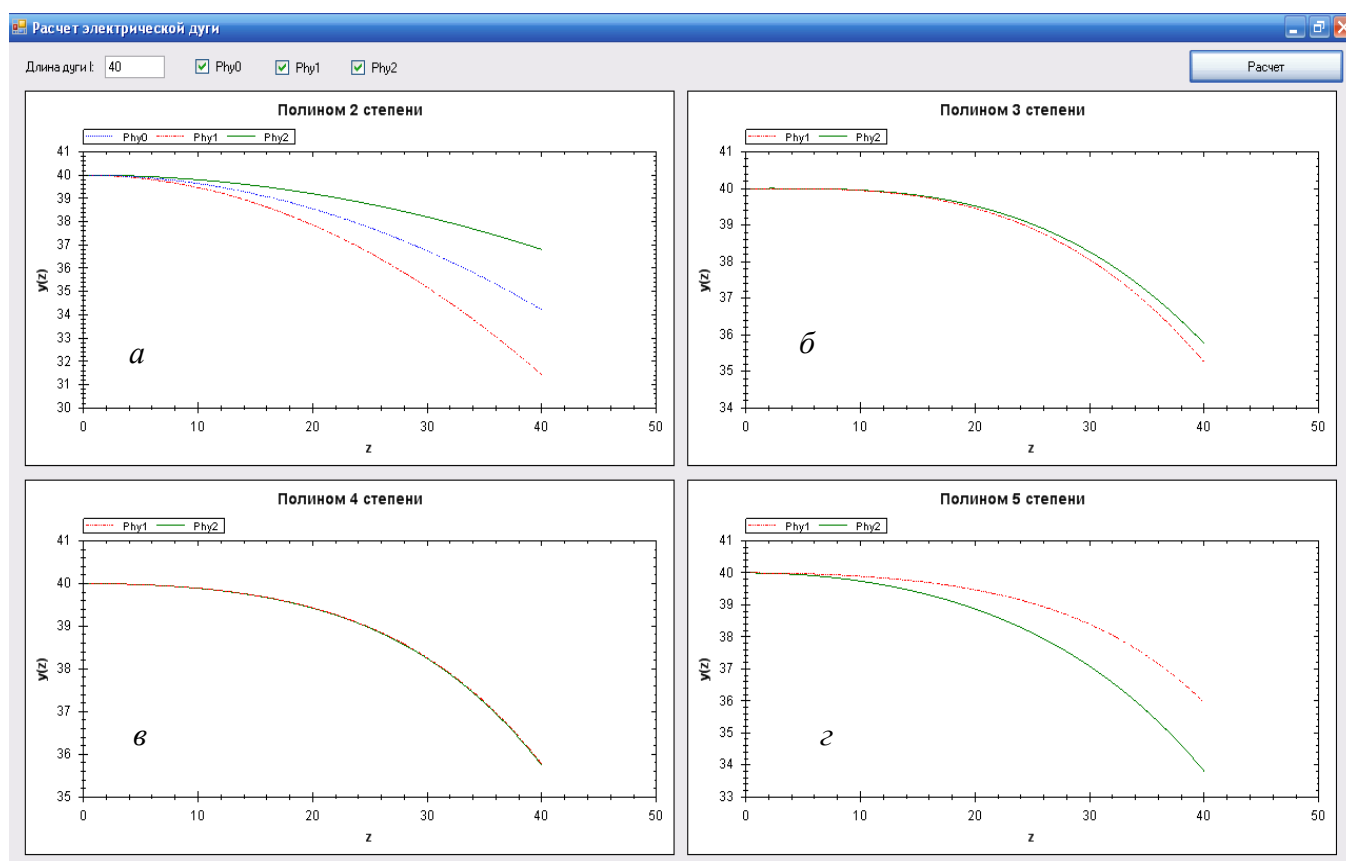 Расчет электрической дуги
Длина дуги l: 40 Phy0 Phy1 Phy2 Расчет
Полином 2 степени
Phy0 Phy1 Phy2
41
40
39
38
37
36
35
34
33
32
31
30
y(z)
а
0 10 20 30 40 50
z
Полином 3 степени
Phy1 Phy2
41
40
39
38
37
36
35
34
y(z)
б
0 10 20 30 40 50
z
Полином 4 степени
Phy1 Phy2
41
40
39
38
37
36
35
y(z)
в
0 10 20 30 40 50
z
Полином 5 степени
Phy1 Phy2
41
40
39
38
37
36
35
34
33
y(z)
г
0 10 20 30 40 50
z